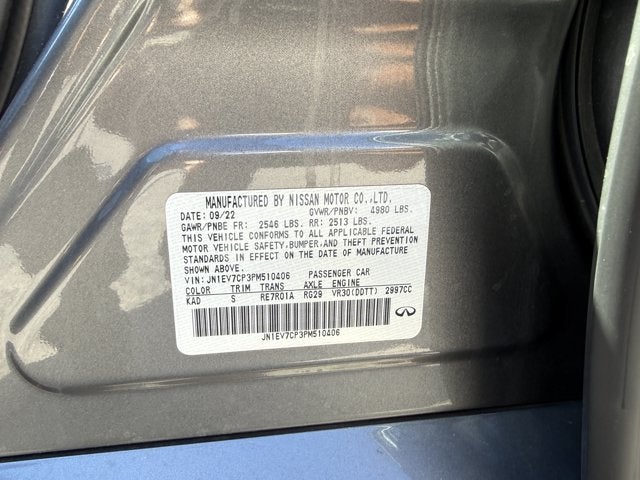 MANUFACTURED BY NISSAN MOTOR CO.,LTD.
DATE: 09/22 GVWR/PNBV: 4980 LBS.
GAWR/PNBE FR: 2546 LBS. RR: 2513 LBS.
THIS VEHICLE CONFORMS TO ALL APPLICABLE FEDERAL
MOTOR VEHICLE SAFETY,BUMPER,AND THEFT PREVENTION
STANDARDS IN EFFECT ON THE DATE OF MANUFACTURE
SHOWN ABOVE.
VIN: JN1EV7CP3PM510406 PASSENGER CAR
COLOR TRIM TRANS AXLE ENGINE
KAD S RE7R01A RG29 VR30(DDTT) 2997CC
JN1EV7CP3PM510406